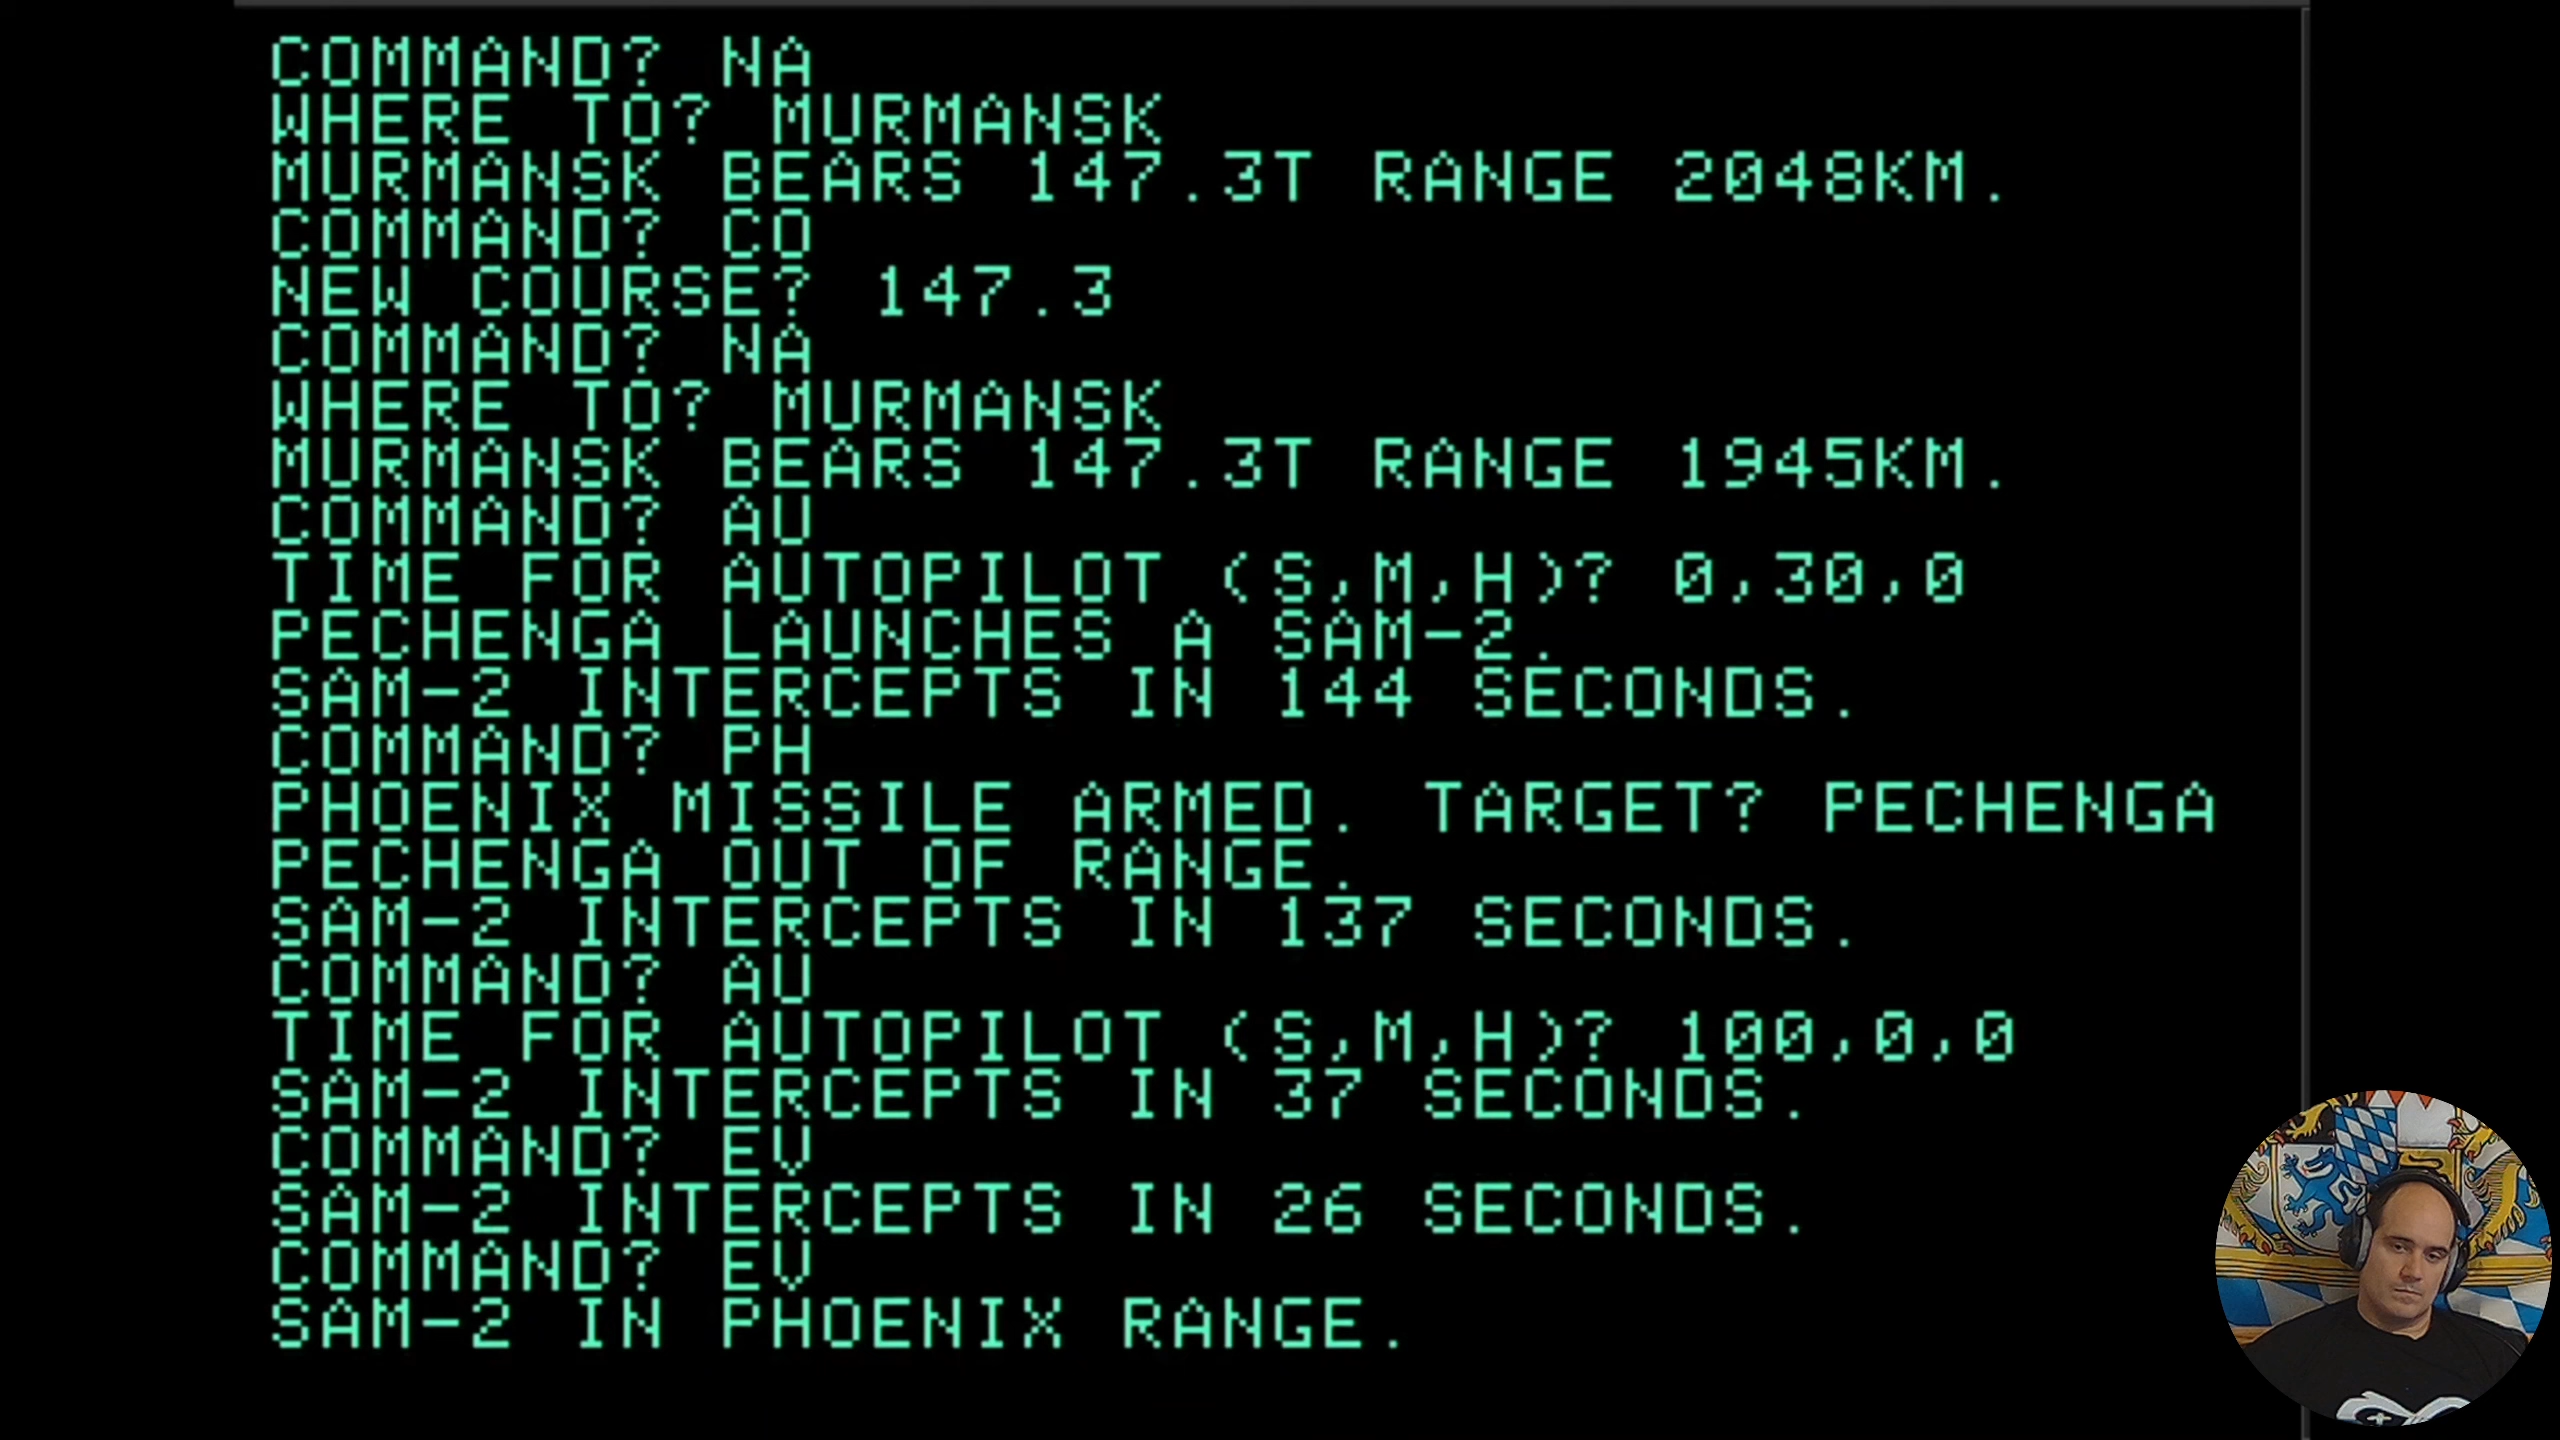 COMMAND? NA
WHERE TO? MURMANSK
MURMANSK BEARS 147.3T RANGE 2048KM.
COMMAND? CO
NEW COURSE? 147.3
COMMAND? NA
WHERE TO? MURMANSK
MURMANSK BEARS 147.3T RANGE 1945KM.
COMMAND? AU
TIME FOR AUTOPILOT (S,M,H)? 0,30,0
PECHENGA LAUNCHES A SAM-2.
SAM-2 INTERCEPTS IN 144 SECONDS.
COMMAND? PH
PHOENIX MISSILE ARMED. TARGET? PECHENGA
PECHENGA OUT OF RANGE.
SAM-2 INTERCEPTS IN 137 SECONDS.
COMMAND? AU
TIME FOR AUTOPILOT (S,M,H)? 100,0,0
SAM-2 INTERCEPTS IN 37 SECONDS.
COMMAND? EV
SAM-2 INTERCEPTS IN 26 SECONDS.
COMMAND? EV
SAM-2 IN PHOENIX RANGE.